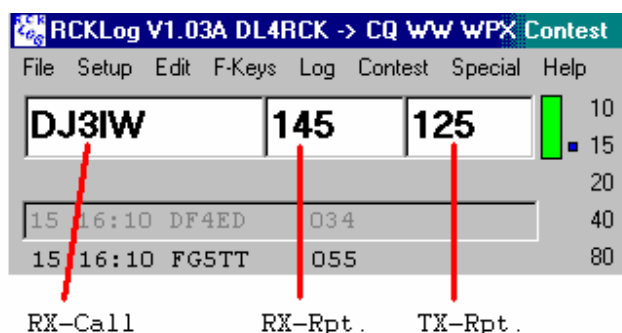 RCKLog V1.03A DL4RCK -> CQ WW WPX Contest
File Setup Edit F-Keys Log Contest Special Help
DJ3IW 145 125 10
15
20
15 16:10 DF4ED 034 40
15 16:10 FG5TT 055 80
RX-Call RX-Rpt. TX-Rpt.